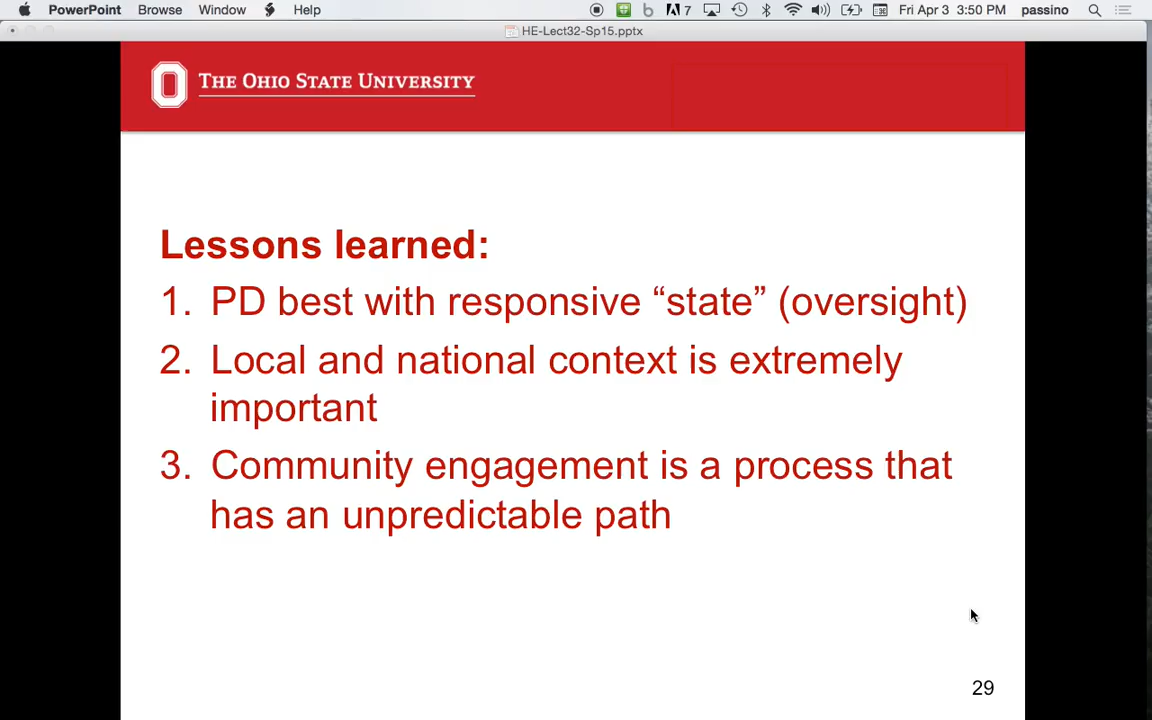 PowerPoint Browse Window Help 7 Fri Apr 3 3:50 PM passino
HE-Lect32-Sp15.pptx
THE OHIO STATE UNIVERSITY
Lessons learned:
1. PD best with responsive “state” (oversight)
2. Local and national context is extremely
important
3. Community engagement is a process that
has an unpredictable path
29